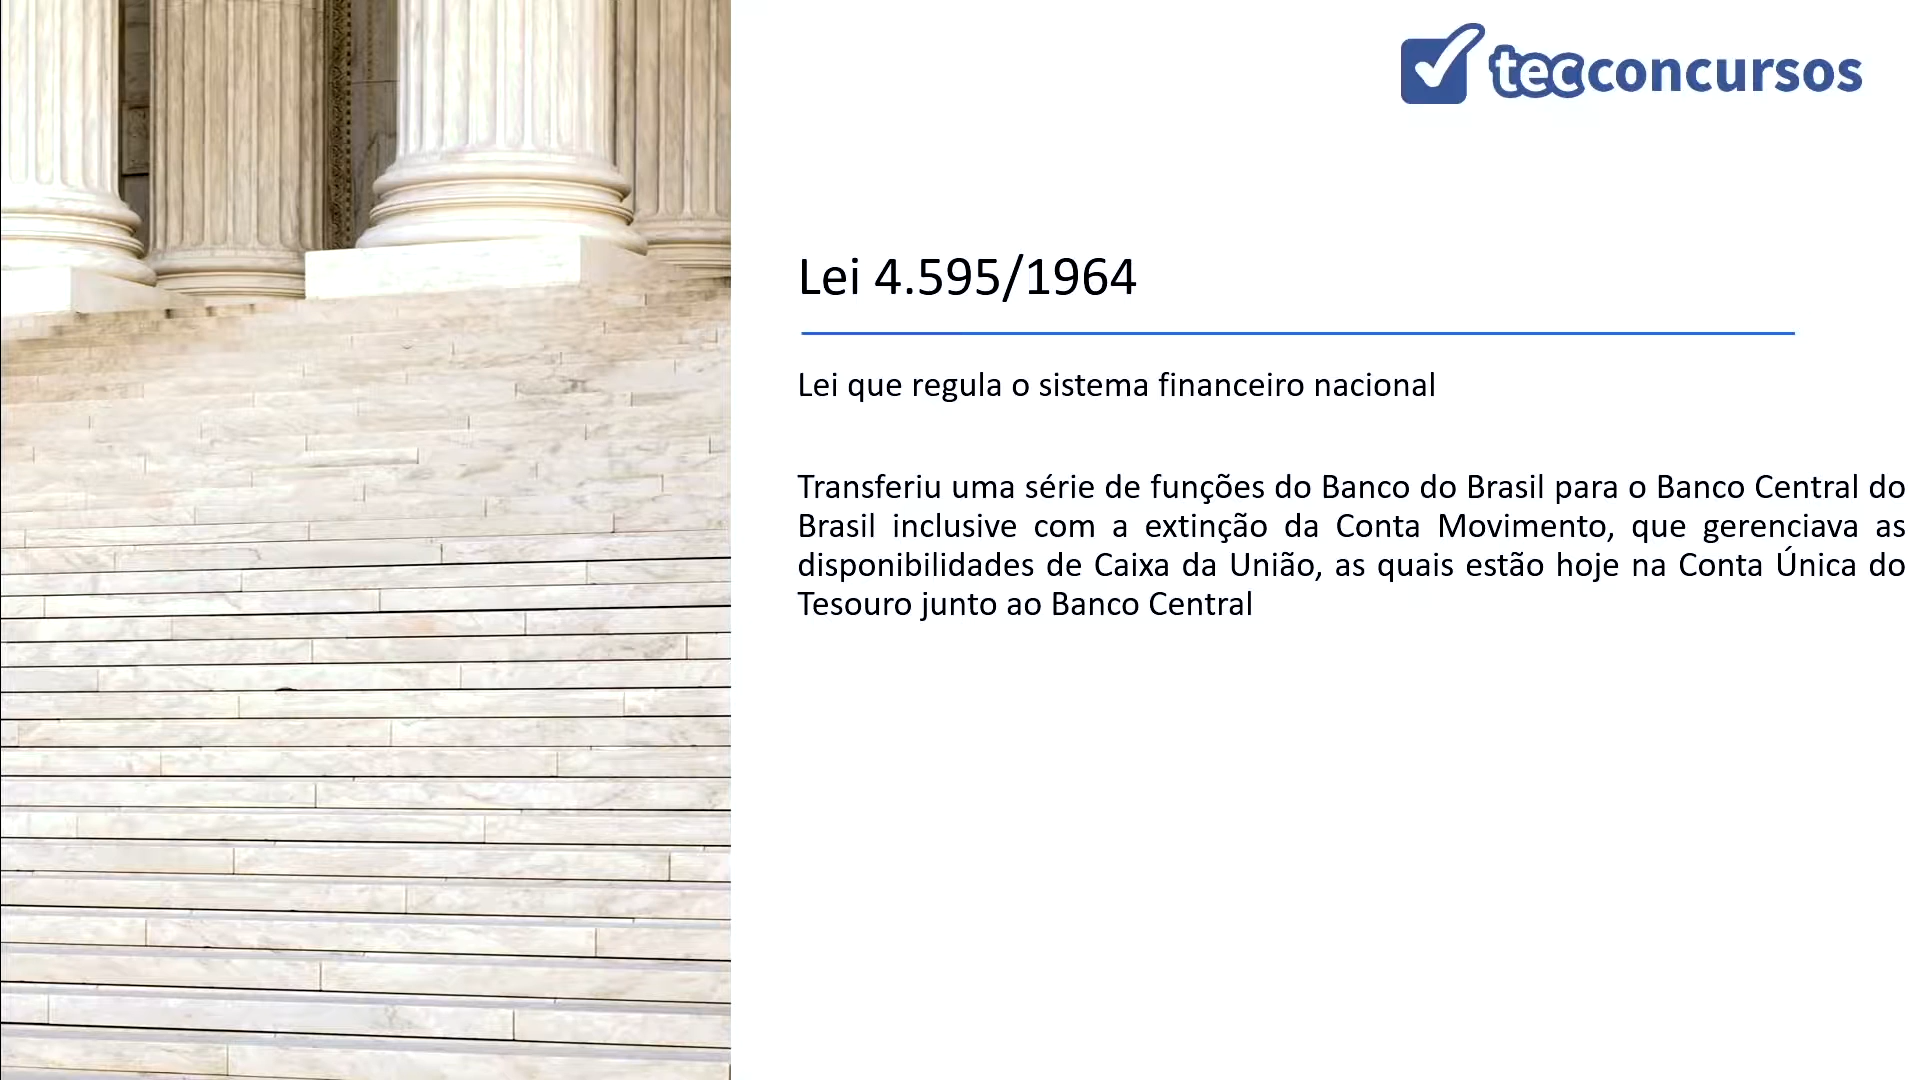 tecconcursos
Lei 4.595/1964
Lei que regula o sistema financeiro nacional
Transferiu uma série de funções do Banco do Brasil para o Banco Central do
Brasil inclusive com a extinção da Conta Movimento, que gerenciava as
disponibilidades de Caixa da União, as quais estão hoje na Conta Única do
Tesouro junto ao Banco Central